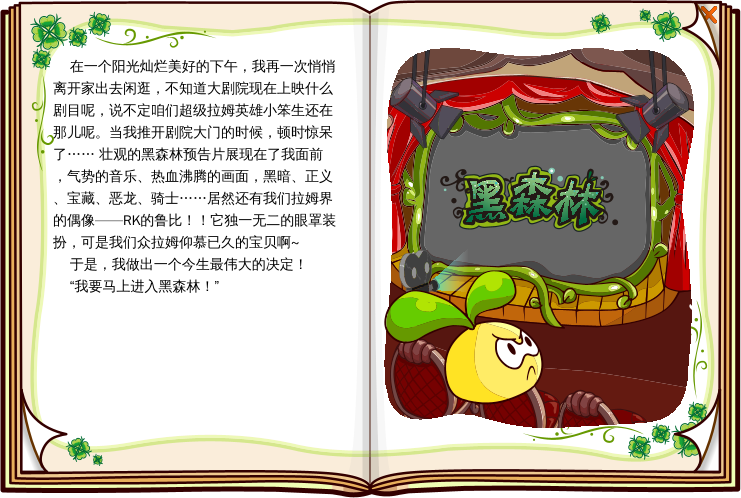 在一个阳光灿烂美好的下午，我再一次悄悄
离开家出去闲逛，不知道大剧院现在上映什么
剧目呢，说不定咱们超级拉姆英雄小笨生还在
那儿呢。当我推开剧院大门的时候，顿时惊呆
了…… 壮观的黑森林预告片展现在了我面前
，气势的音乐、热血沸腾的画面，黑暗、正义
、宝藏、恶龙、骑士……居然还有我们拉姆界
的偶像——RK的鲁比！！它独一无二的眼罩装
扮，可是我们众拉姆仰慕已久的宝贝啊~
于是，我做出一个今生最伟大的决定！
“我要马上进入黑森林！”
黑森林